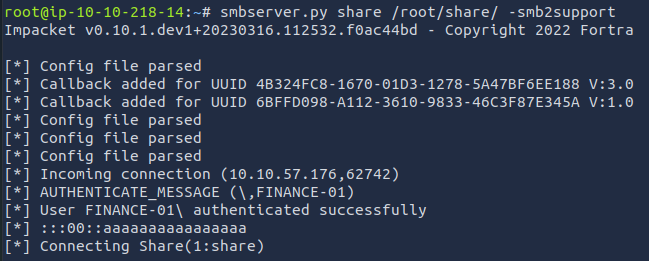 root@ip-10-10-218-14:~# smbserver.py share /root/share/ -smb2support
Impacket v0.10.1.dev1+20230316.112532.f0ac44bd - Copyright 2022 Fortra
[*] Config file parsed
[*] Callback added for UUID 4B324FC8-1670-01D3-1278-5A47BF6EE188 V:3.0
[*] Callback added for UUID 6BFFD098-A112-3610-9833-46C3F87E345A V:1.0
[*] Config file parsed
[*] Config file parsed
[*] Config file parsed
[*] Incoming connection (10.10.57.176,62742)
[*] AUTHENTICATE_MESSAGE (\,FINANCE-01)
[*] User FINANCE-01\ authenticated successfully
[*] :::00::aaaaaaaaaaaaaaaa
[*] Connecting Share(1:share)